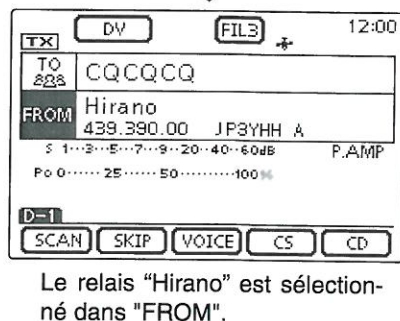 DV FIL3 12:00
TX
TO CQCQCQ
FROM Hirano
439.390.00 JP3YHH A
S 1··3··5··7··9··20··40··60dB P.AMP
Po 0······25······50··········100%
D-1
SCAN SKIP VOICE CS CD
Le relais “Hirano” est sélection-
né dans "FROM".